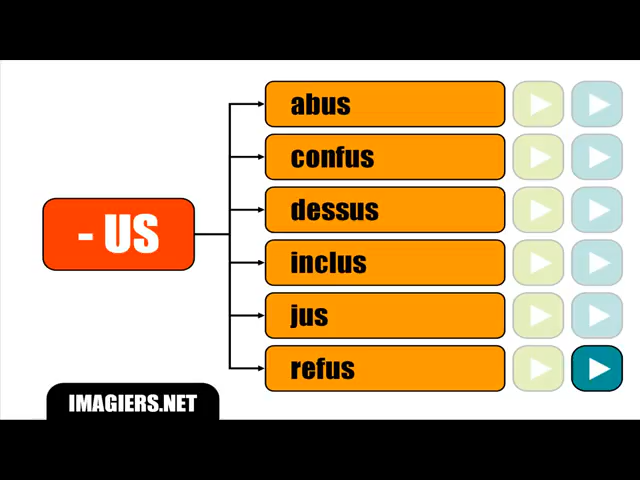 - US
abus
confus
dessus
inclus
jus
refus
IMAGIERS.NET